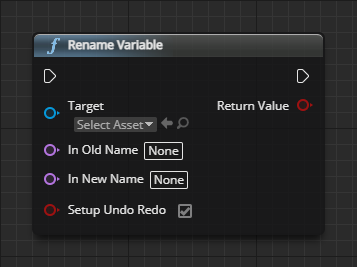 Rename Variable
Target
Return Value
Select Asset
In Old Name None
In New Name None
Setup Undo Redo